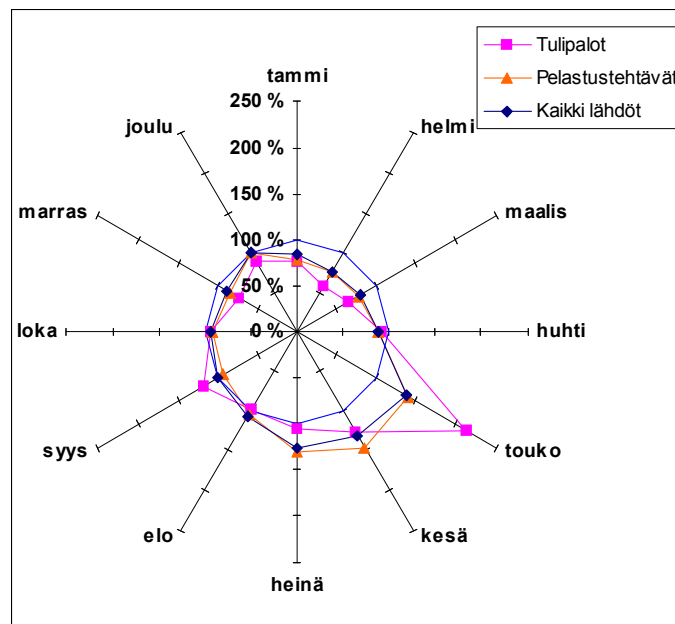 Tulipalot
Pelastustehtävät
Kaikki lähdöt
tammi
250 %
200 %
150 %
100 %
50 %
0 %
helmi
maalis
huhti
touko
kesä
heinä
elo
syys
loka
marras
joulu